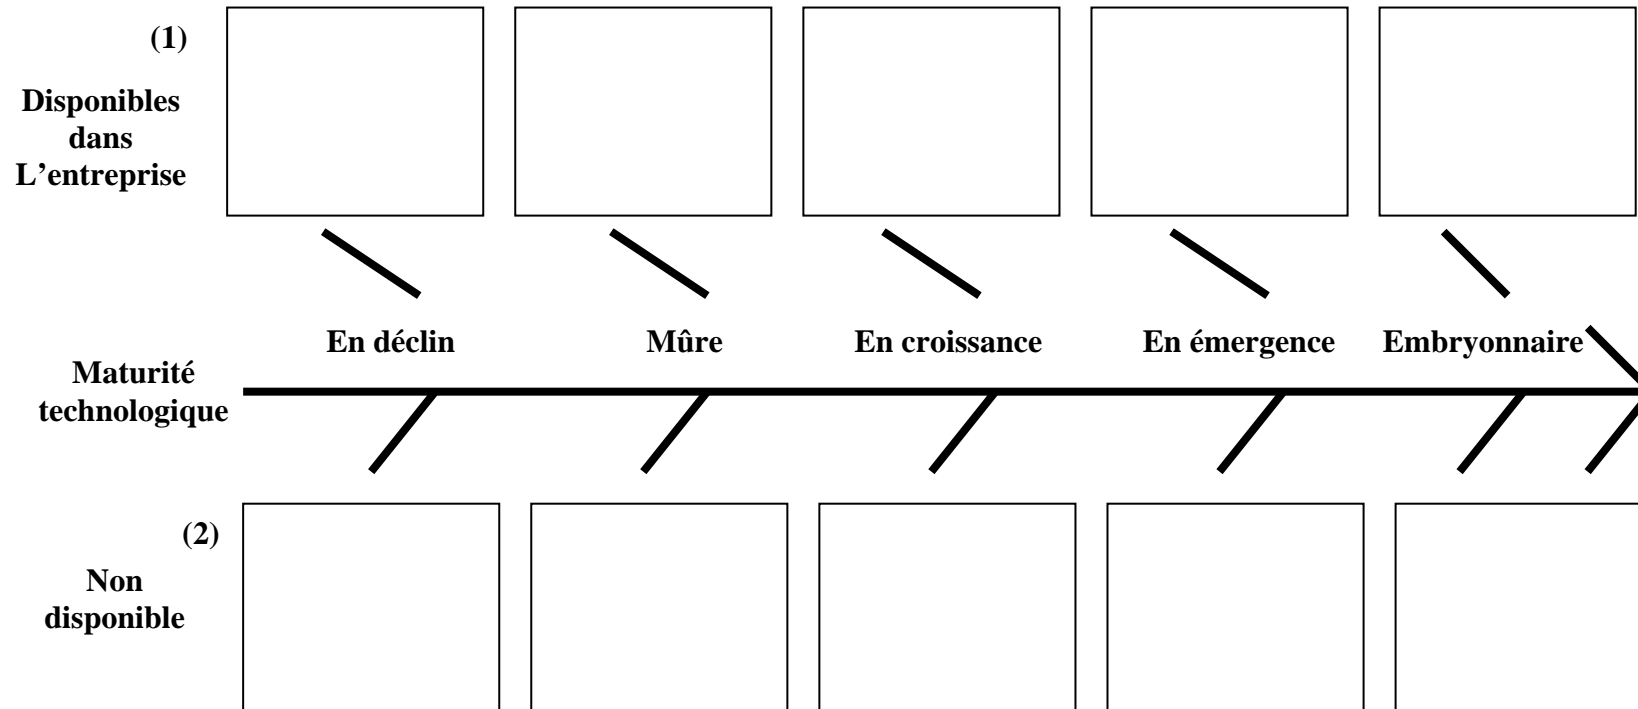 (1)
Disponibles
dans
L’entreprise
En déclin
Mûre
En croissance
En émergence
Embryonnaire
Maturité
technologique
(2)
Non
disponible